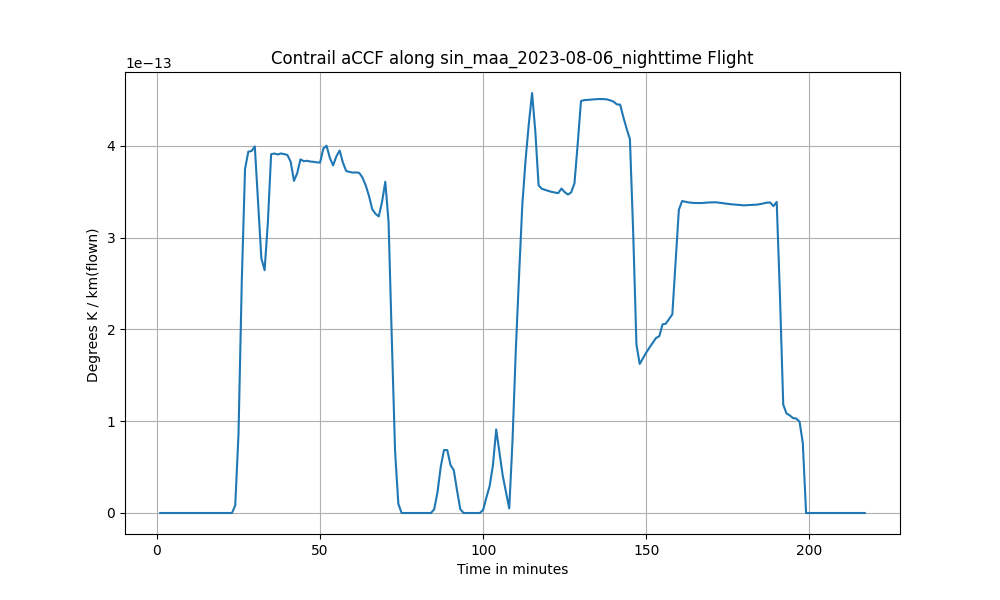 Contrail aCCF along sin_maa_2023-08-06_nighttime Flight
1e−13
Degrees K / km(flown)
4
3
2
1
0
0 50 100 150 200
Time in minutes